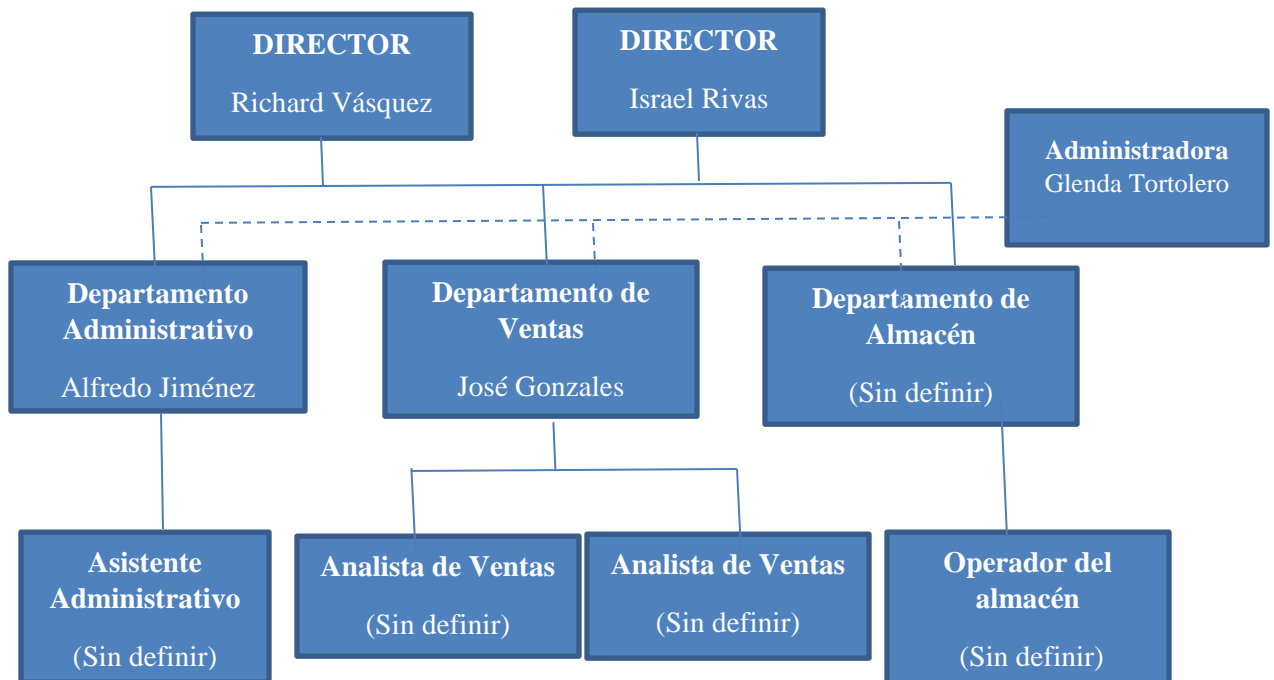 DIRECTOR
Richard Vásquez
DIRECTOR
Israel Rivas
Administradora
Glenda Tortolero
Departamento
Administrativo
Alfredo Jiménez
Departamento de
Ventas
José Gonzales
Departamento de
Almacén
(Sin definir)
Asistente
Administrativo
(Sin definir)
Analista de Ventas
(Sin definir)
Analista de Ventas
(Sin definir)
Operador del
almacén
(Sin definir)